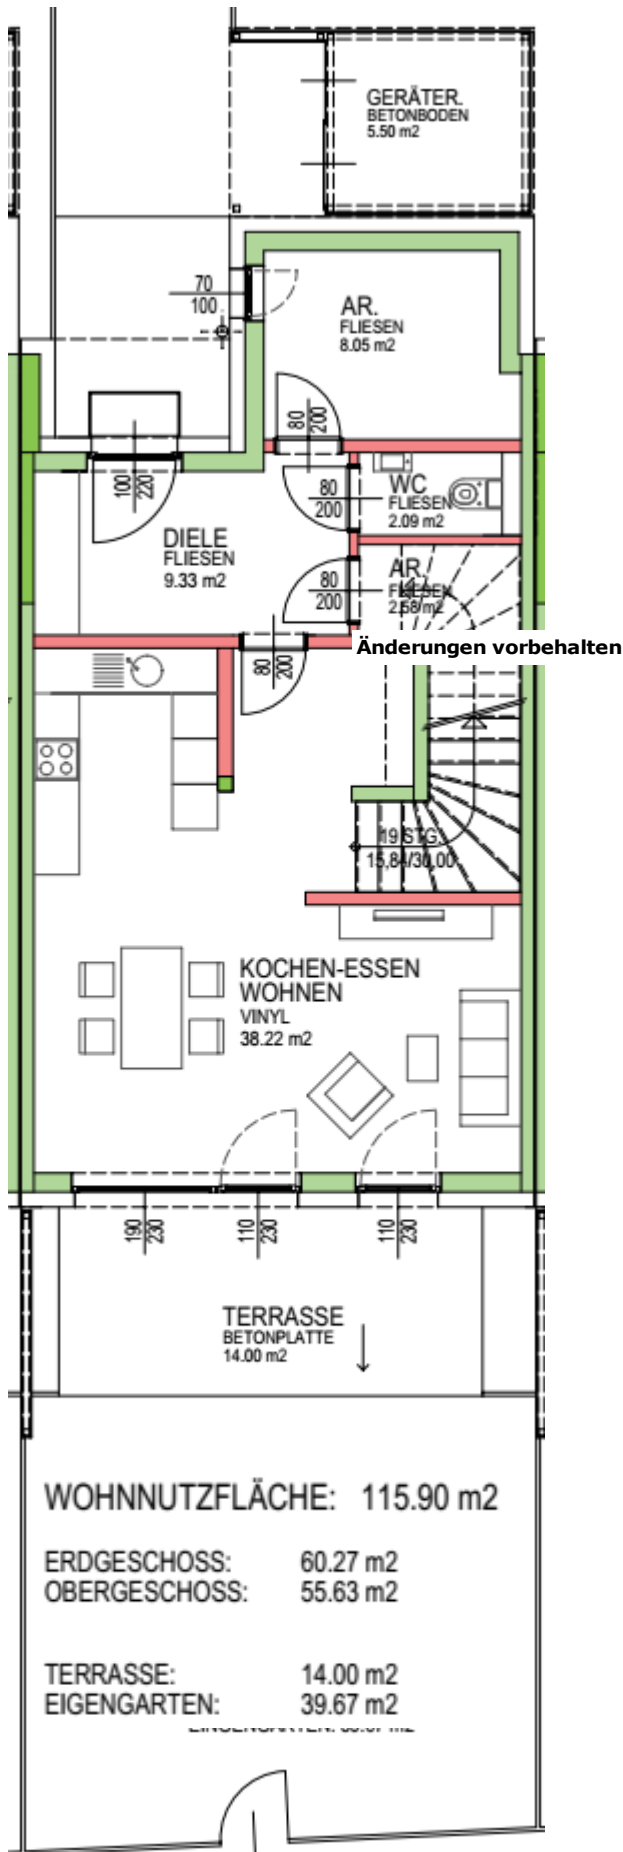 GERÄTER.
BETONBODEN
5.50 m2
70
100
AR.
FLIESEN
8.05 m2
80
200
100
220
80
200
WC
FLIESEN
2.09 m2
DIELE
FLIESEN
9.33 m2
80
200
AR.
FLIESEN
2.58 m2
Änderungen vorbehalten
80
200
19 STG.
15,84/30,00
KOCHEN-ESSEN
WOHNEN
VINYL
38.22 m2
190
230
110
230
110
230
TERRASSE
BETONPLATTE
14.00 m2
WOHNNUTZFLÄCHE: 115.90 m2
ERDGESCHOSS: 60.27 m2
OBERGESCHOSS: 55.63 m2
TERRASSE: 14.00 m2
EIGENGARTEN: 39.67 m2